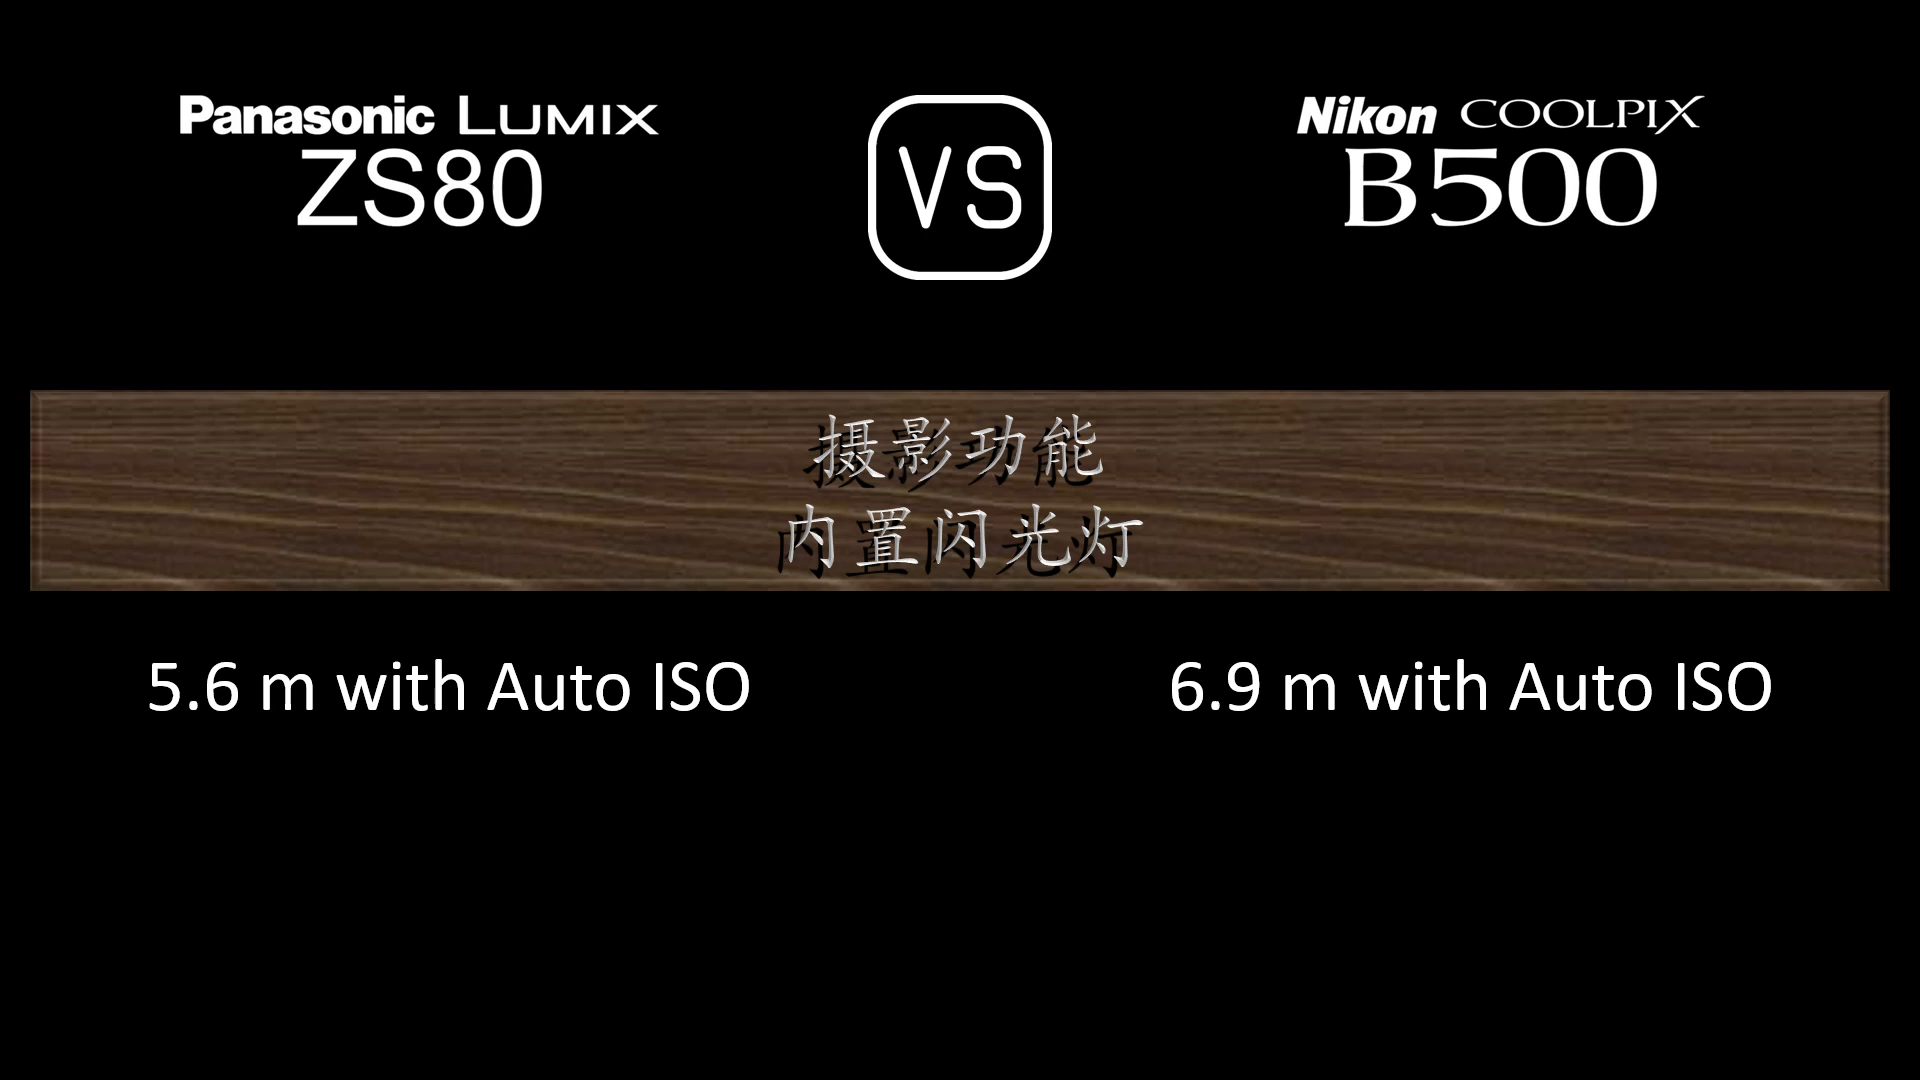 Panasonic LUMIX
ZS80
VS
Nikon COOLPIX
B500
摄影功能
内置闪光灯
5.6 m with Auto ISO
6.9 m with Auto ISO